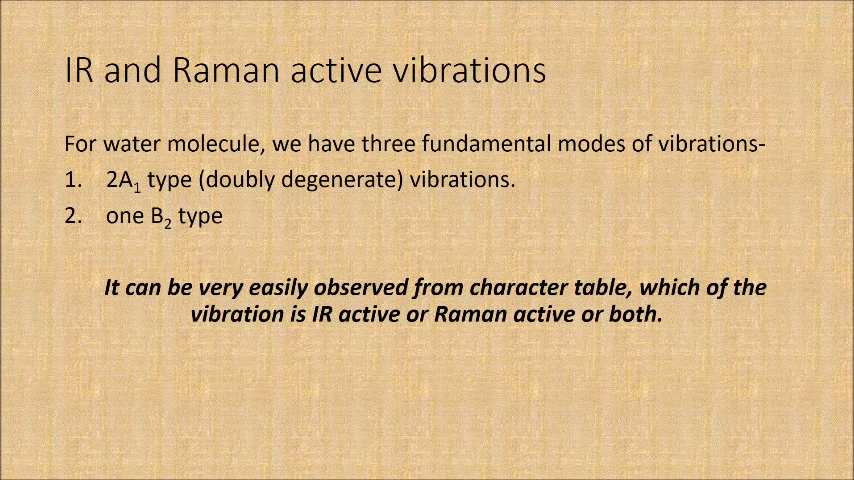 IR and Raman active vibrations
For water molecule, we have three fundamental modes of vibrations-
1. 2A₁ type (doubly degenerate) vibrations.
2. one B₂ type
It can be very easily observed from character table, which of the
vibration is IR active or Raman active or both.